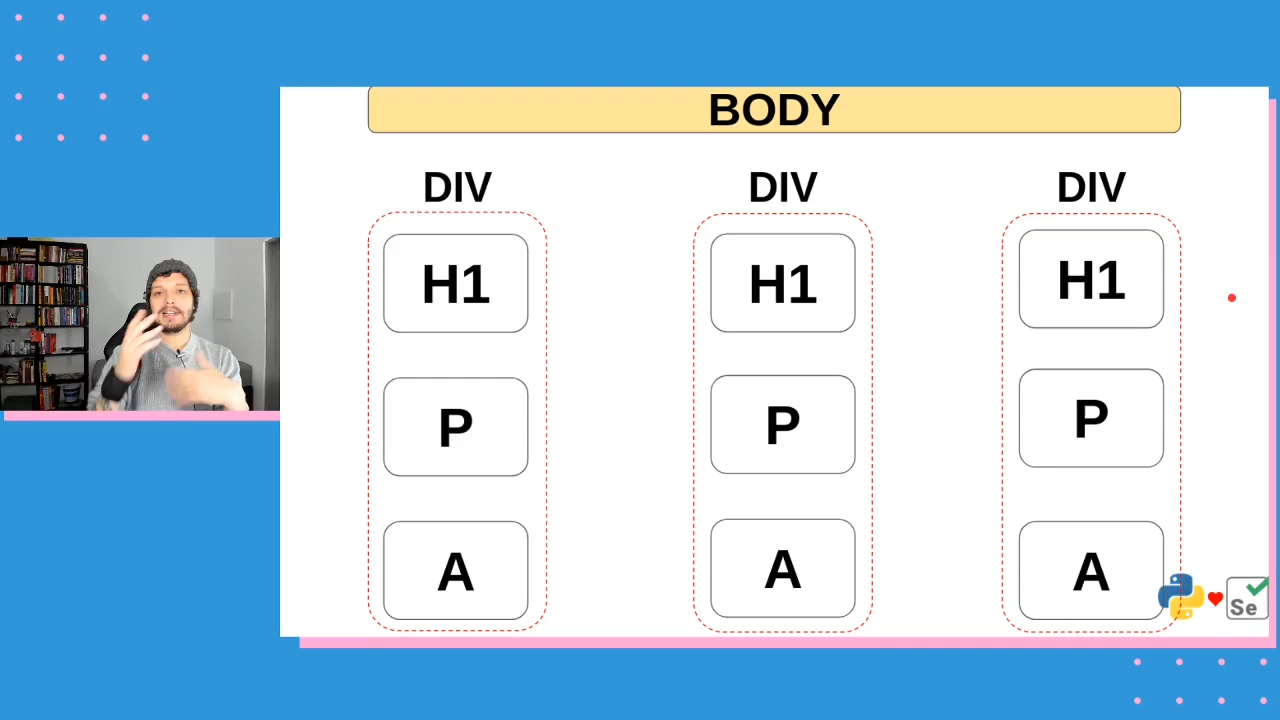 BODY
DIV DIV DIV
H1 H1 H1
P P P
A A A
Se